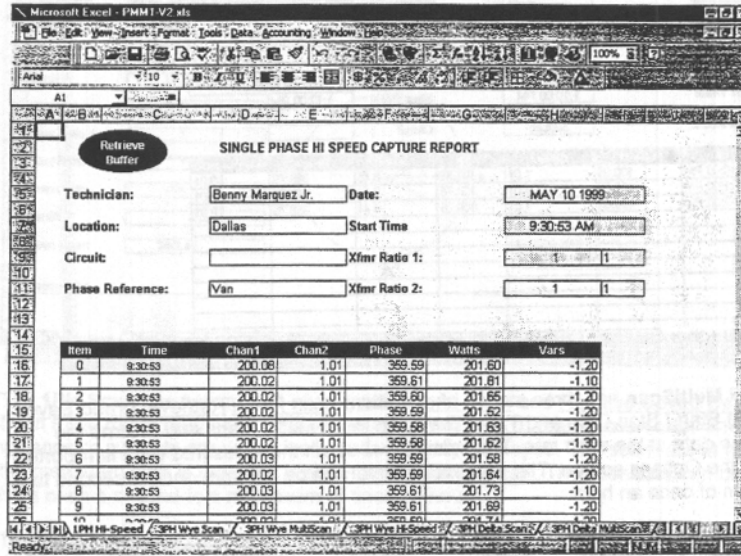 Microsoft Excel - PMM1-V2.xls
File Edit View Insert Format Tools Data Accounting Window Help
100%
Arial 10 B I U
A1
A B C D E F G H
Retrieve Buffer
SINGLE PHASE HI SPEED CAPTURE REPORT
Technician: Benny Marquez Jr. Date: MAY 10 1999
Location: Dallas Start Time 9:30:53 AM
Circuit: Xfmr Ratio 1: 1 1
Phase Reference: Van Xfmr Ratio 2: 1 1
Item Time Chan1 Chan2 Phase Watts Vars
0 9:30:53 200.08 1.01 359.59 201.60 -1.20
1 9:30:53 200.02 1.01 359.61 201.81 -1.10
2 9:30:53 200.02 1.01 359.60 201.65 -1.20
3 9:30:53 200.02 1.01 359.59 201.52 -1.20
4 9:30:53 200.02 1.01 359.58 201.63 -1.20
5 9:30:53 200.02 1.01 359.58 201.62 -1.30
6 9:30:53 200.03 1.01 359.59 201.58 -1.20
7 9:30:53 200.02 1.01 359.59 201.64 -1.20
8 9:30:53 200.03 1.01 359.61 201.73 -1.10
9 9:30:53 200.03 1.01 359.61 201.69 -1.20
1PH Hi-Speed 3PH Wye Scan 3PH Wye MultiScan 3PH Wye Hi-Speed 3PH Delta Scan 3PH Delta MultiScan
Ready NUM